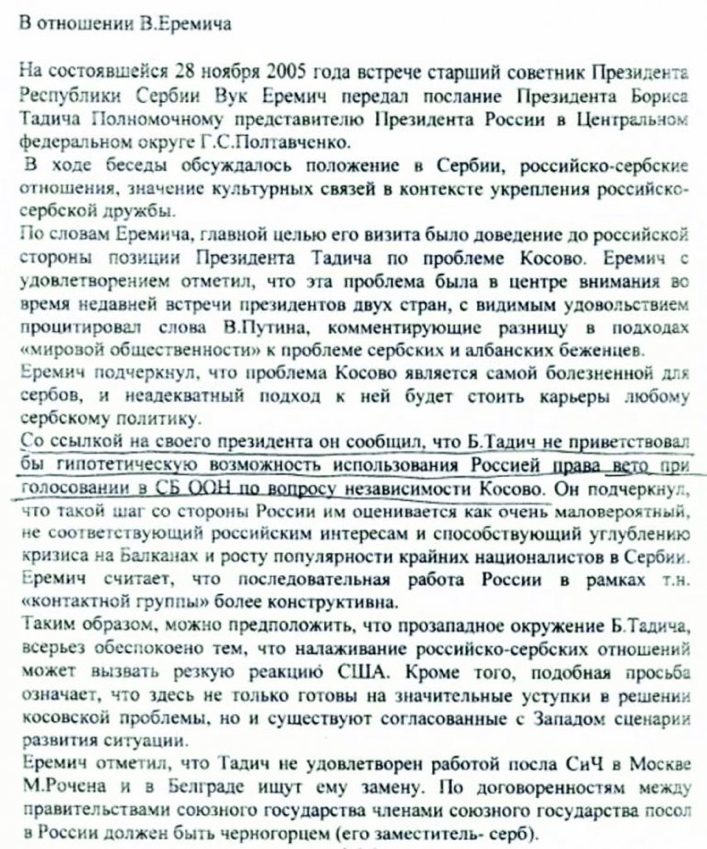 В отношении В.Еремича
На состоявшейся 28 ноября 2005 года встрече старший советник Президента
Республики Сербии Вук Еремич передал послание Президента Бориса
Тадича Полномочному представителю Президента России в Центральном
федеральном округе Г.С.Полтавченко.
В ходе беседы обсуждалось положение в Сербии, российско-сербские
отношения, значение культурных связей в контексте укрепления российско-
сербской дружбы.
По словам Еремича, главной целью его визита было доведение до российской
стороны позиции Президента Тадича по проблеме Косово. Еремич с
удовлетворением отметил, что эта проблема была в центре внимания во
время недавней встречи президентов двух стран, с видимым удовольствием
процитировал слова В.Путина, комментирующие разницу в подходах
«мировой общественности» к проблеме сербских и албанских беженцев.
Еремич подчеркнул, что проблема Косово является самой болезненной для
сербов, и неадекватный подход к ней будет стоить карьеры любому
сербскому политику.
Со ссылкой на своего президента он сообщил, что Б.Тадич не приветствовал
бы гипотетическую возможность использования Россией права вето при
голосовании в СБ ООН по вопросу независимости Косово. Он подчеркнул,
что такой шаг со стороны России им оценивается как очень маловероятный,
не соответствующий российским интересам и способствующий углублению
кризиса на Балканах и росту популярности крайних националистов в Сербии.
Еремич считает, что последовательная работа России в рамках т.н.
«контактной группы» более конструктивна.
Таким образом, можно предположить, что прозападное окружение Б.Тадича,
всерьез обеспокоено тем, что налаживание российско-сербских отношений
может вызвать резкую реакцию США. Кроме того, подобная просьба
означает, что здесь не только готовы на значительные уступки в решении
косовской проблемы, но и существуют согласованные с Западом сценарии
развития ситуации.
Еремич отметил, что Тадич не удовлетворен работой посла СиЧ в Москве
М.Рочена и в Белграде ищут ему замену. По договоренностям между
правительствами союзного государства членами союзного государства посол
в России должен быть черногорцем (его заместитель- серб).